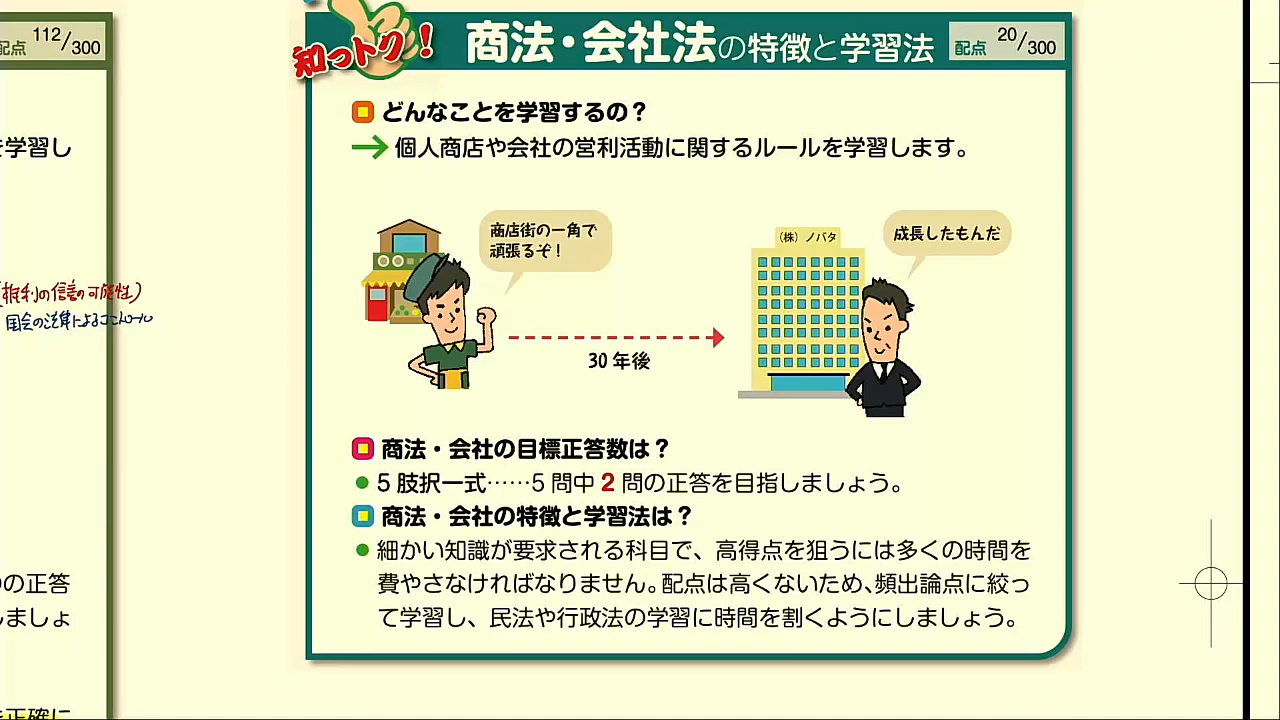 配点 112/300
を学習し
の正答
しましょ
正確に
知っトク!
商法・会社法の特徴と学習法
配点 20/300
どんなことを学習するの?
→個人商店や会社の営利活動に関するルールを学習します。
商店街の一角で
頑張るぞ!
(株)ノバタ
成長したもんだ
30年後
商法・会社の目標正答数は?
●5肢択一式……5問中2問の正答を目指しましょう。
商法・会社の特徴と学習法は?
●細かい知識が要求される科目で、高得点を狙うには多くの時間を
費やさなければなりません。配点は高くないため、頻出論点に絞っ
て学習し、民法や行政法の学習に時間を割くようにしましょう。